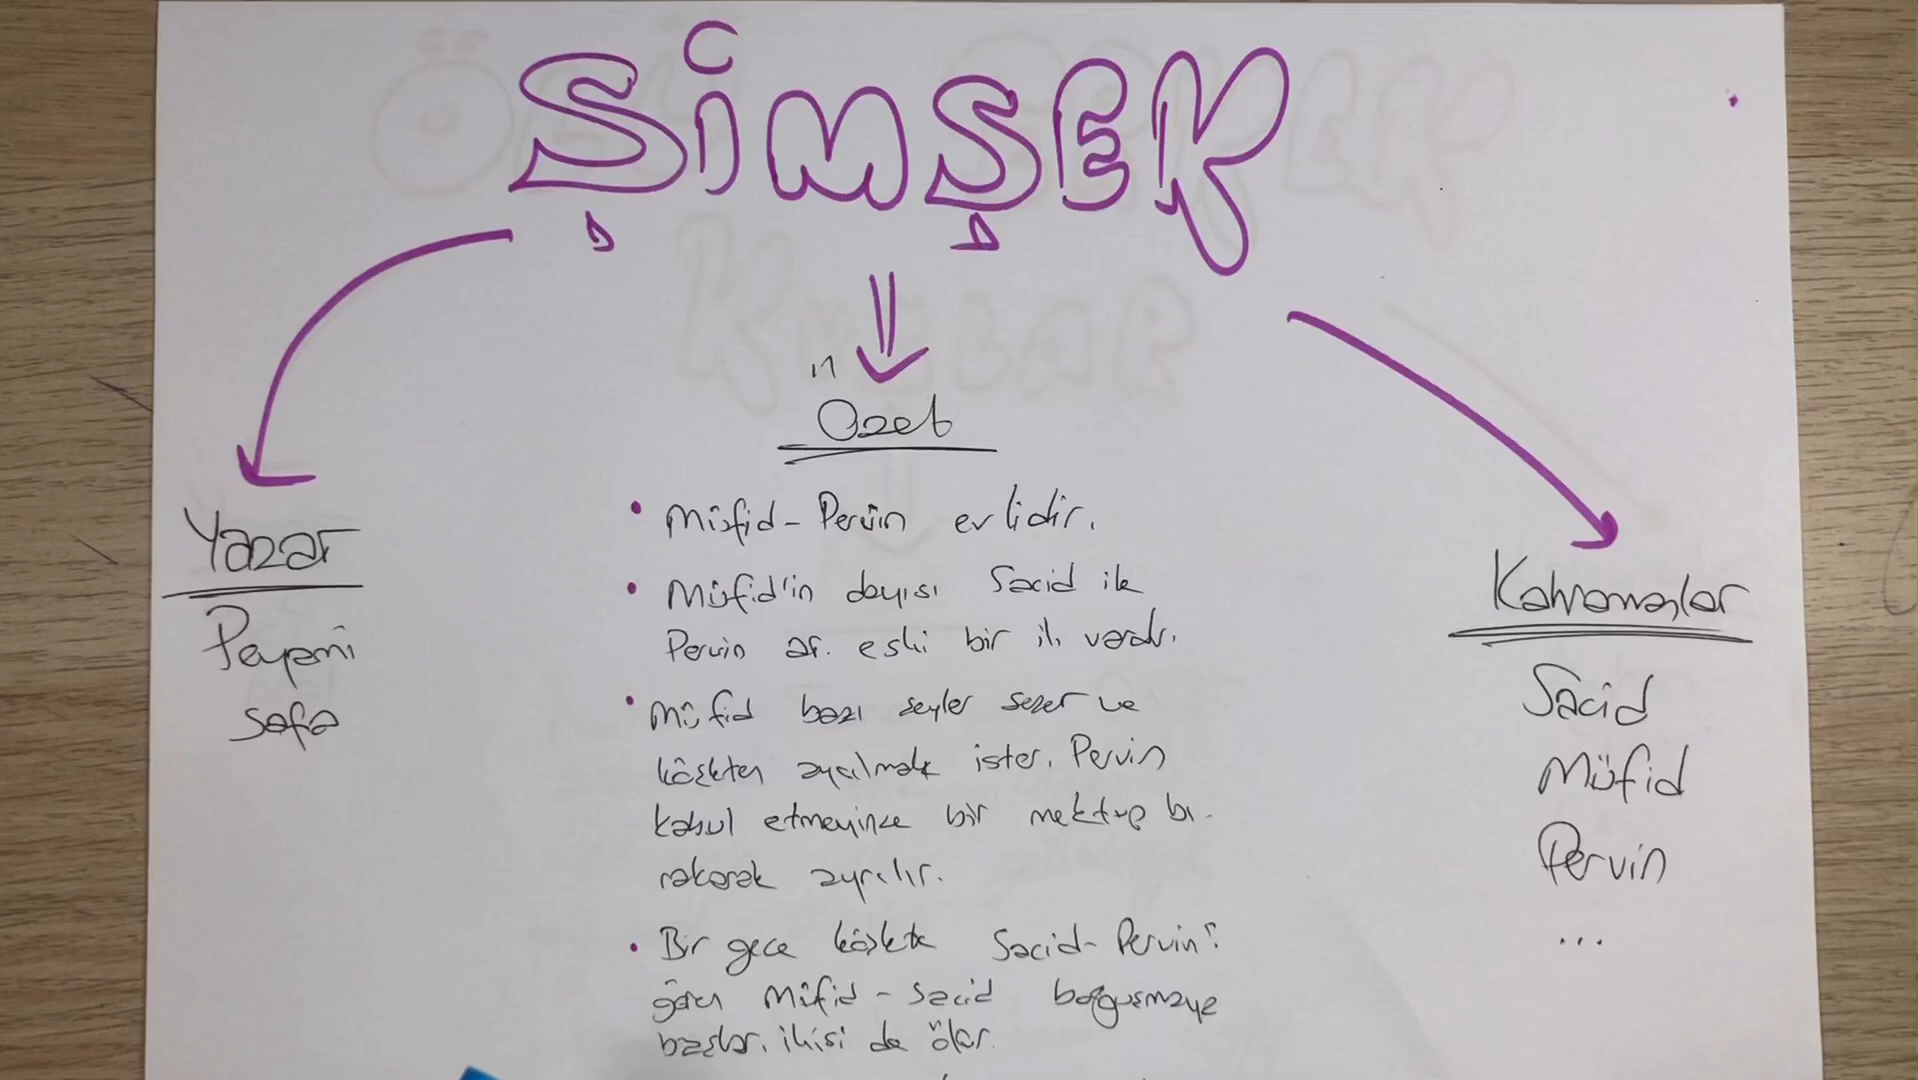 ŞİMŞEK
Yazar
Peyami
Safa
Özet
• Müfid - Pervin evlidir.
• Müfid'in dayısı Sacid ile
Pervin ar. eski bir ili. vardır.
• Müfid bazı şeyler sezer ve
köşkten ayrılmak ister. Pervin
kabul etmeyince bir mektup bı-
rakarak ayrılır.
• Bir gece köşkte Sacid - Pervin'i
gören Müfid - Sacid boğuşmaya
başlar. ikisi de ölür.
Kahramanlar
Sacid
Müfid
Pervin
...